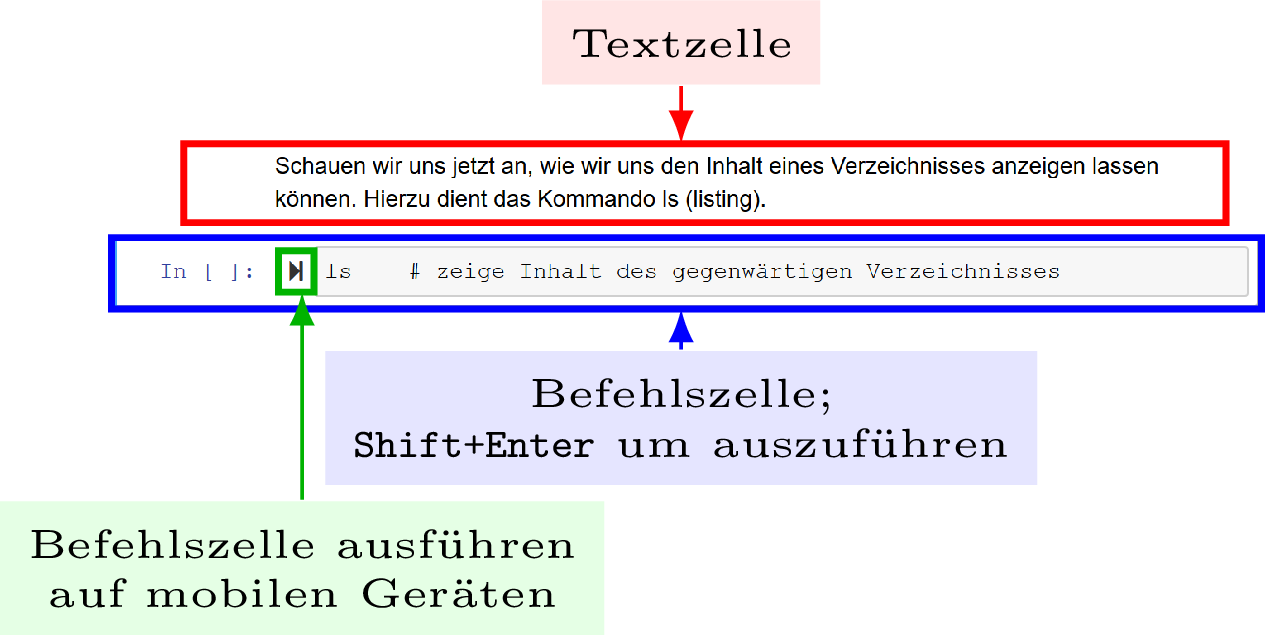 Textzelle
Schauen wir uns jetzt an, wie wir uns den Inhalt eines Verzeichnisses anzeigen lassen
können. Hierzu dient das Kommando ls (listing).
In [ ]: ls # zeige Inhalt des gegenwärtigen Verzeichnisses
Befehlszelle;
Shift+Enter um auszuführen
Befehlszelle ausführen
auf mobilen Geräten